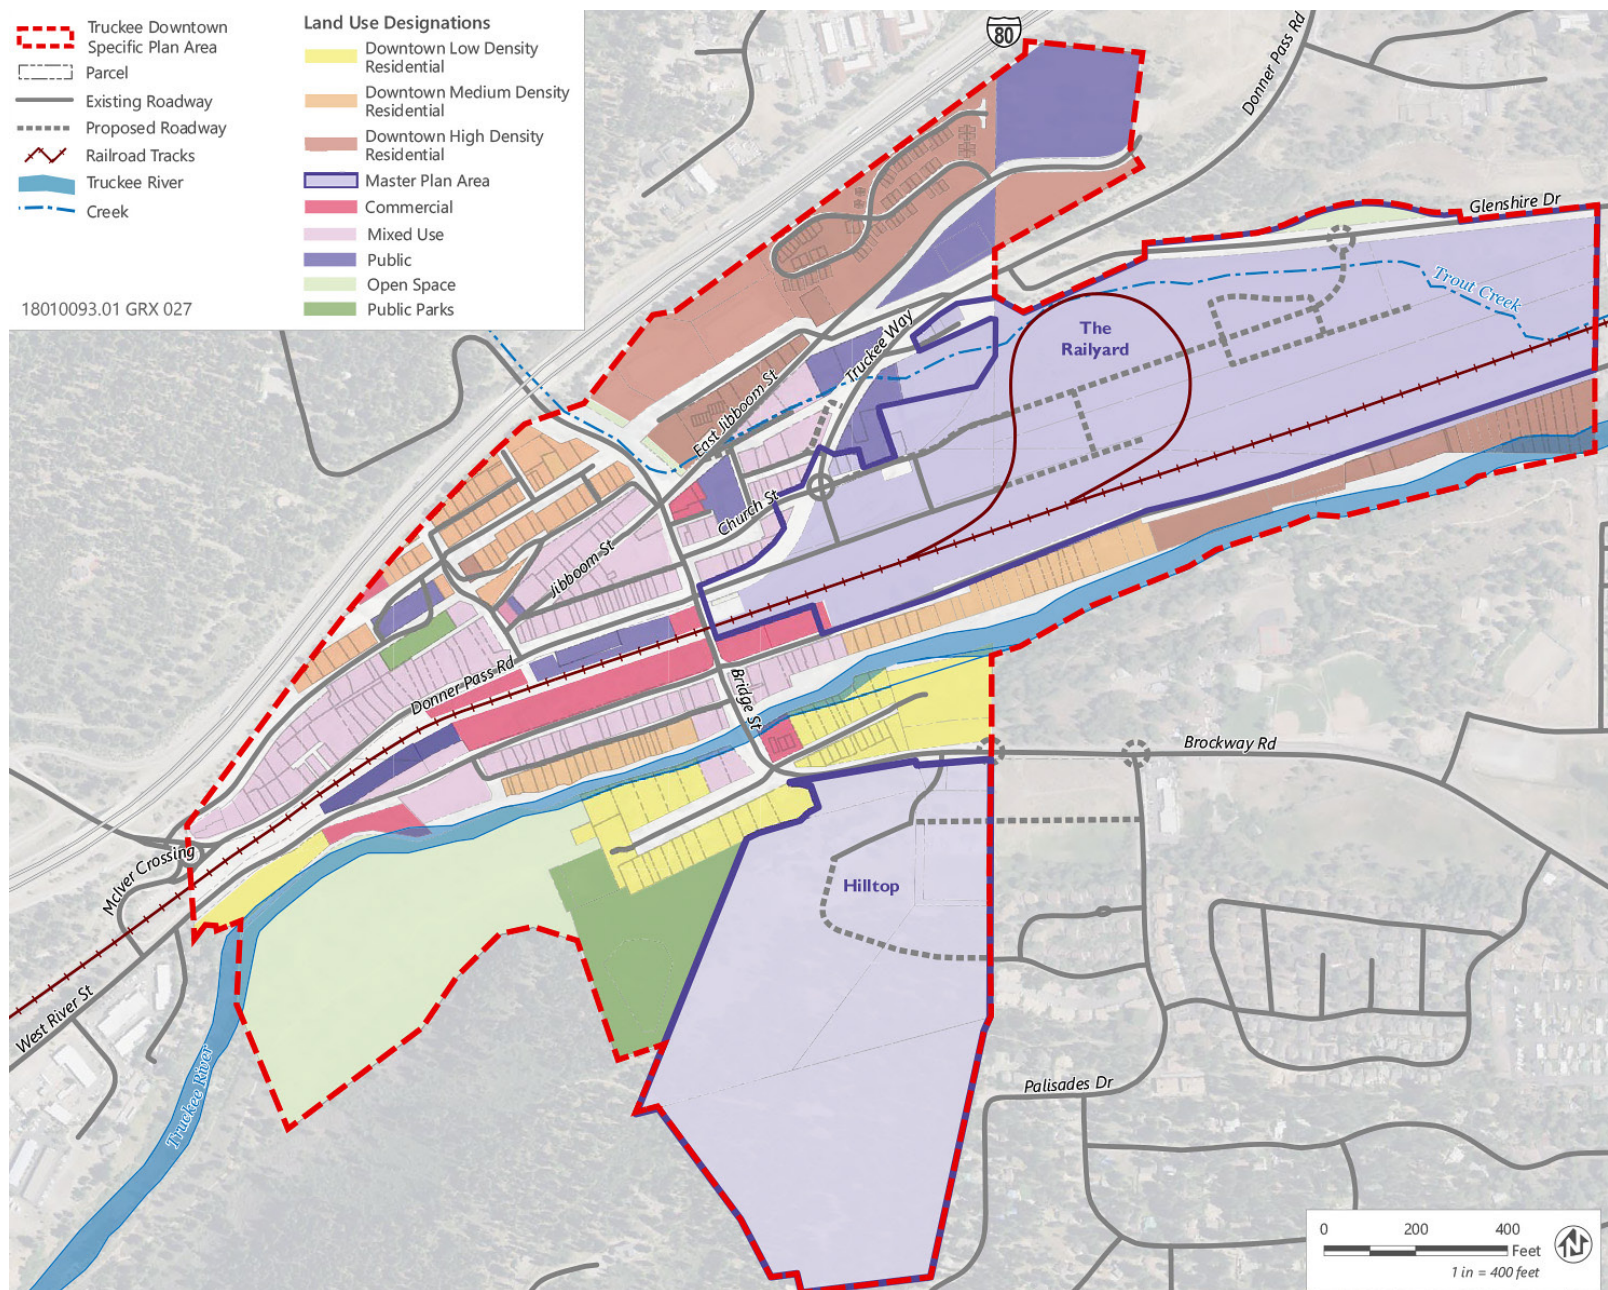 Truckee Downtown
Specific Plan Area
Parcel
Existing Roadway
Proposed Roadway
Railroad Tracks
Truckee River
Creek
18010093.01 GRX 027
Land Use Designations
Downtown Low Density
Residential
Downtown Medium Density
Residential
Downtown High Density
Residential
Master Plan Area
Commercial
Mixed Use
Public
Open Space
Public Parks
80
Donner Pass Rd
Glenshire Dr
Trout Creek
The
Railyard
Truckee Way
East Jibboom St
Church St
Jibboom St
Donner Pass Rd
Bridge St
Brockway Rd
McIver Crossing
Hilltop
West River St
Truckee River
Palisades Dr
0 200 400
Feet
1 in = 400 feet
N